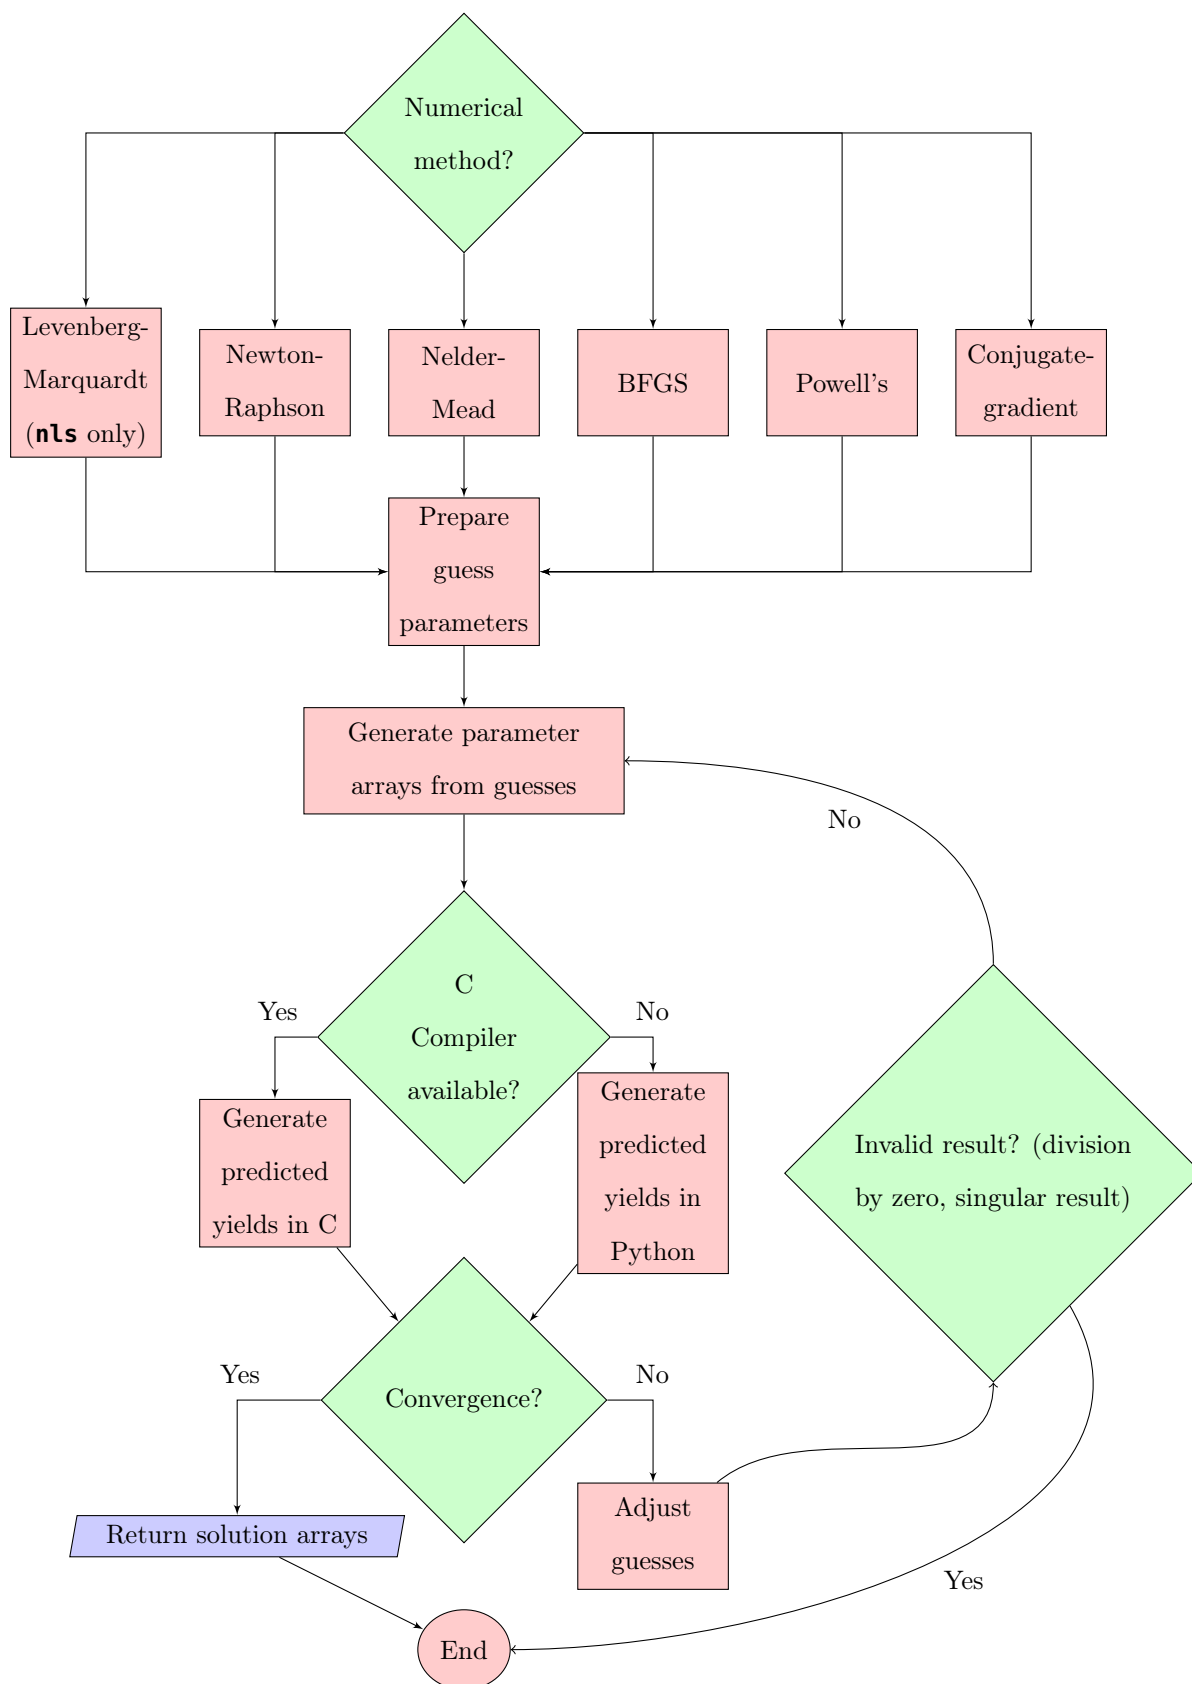 Numerical
method?
Levenberg-
Marquardt
(nls only)
Newton-
Raphson
Nelder-
Mead
BFGS
Powell's
Conjugate-
gradient
Prepare
guess
parameters
Generate parameter
arrays from guesses
No
C
Compiler
available?
Yes
No
Generate
predicted
yields in C
Generate
predicted
yields in
Python
Invalid result? (division
by zero, singular result)
Convergence?
Yes
No
Return solution arrays
Adjust
guesses
Yes
End